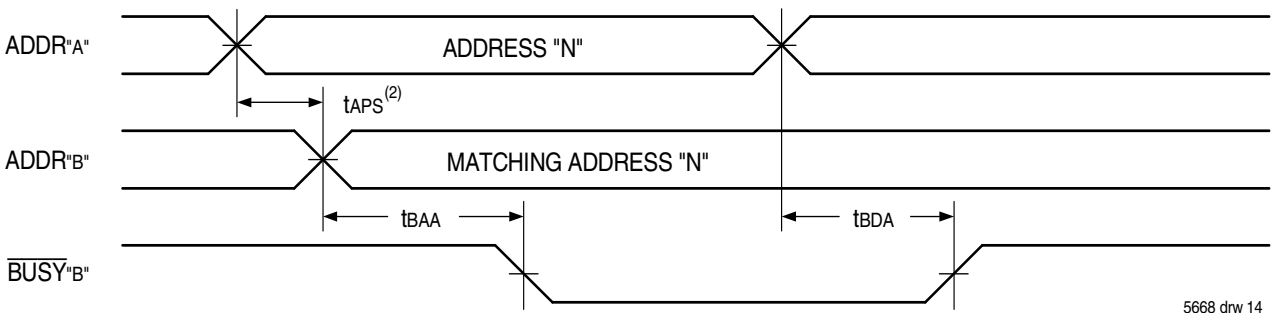 ADDR"A"
ADDRESS "N"
tAPS(2)
ADDR"B"
MATCHING ADDRESS "N"
tBAA
tBDA
BUSY"B"
5668 drw 14